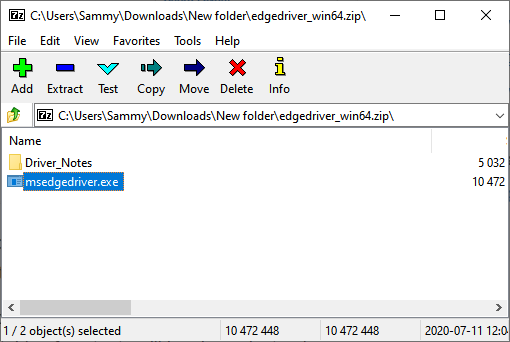 7z C:\Users\Sammy\Downloads\New folder\edgedriver_win64.zip\
File Edit View Favorites Tools Help
Add Extract Test Copy Move Delete Info
7z C:\Users\Sammy\Downloads\New folder\edgedriver_win64.zip\
Name
Driver_Notes 5 032
msedgedriver.exe 10 472
1 / 2 object(s) selected 10 472 448 10 472 448 2020-07-11 12:04